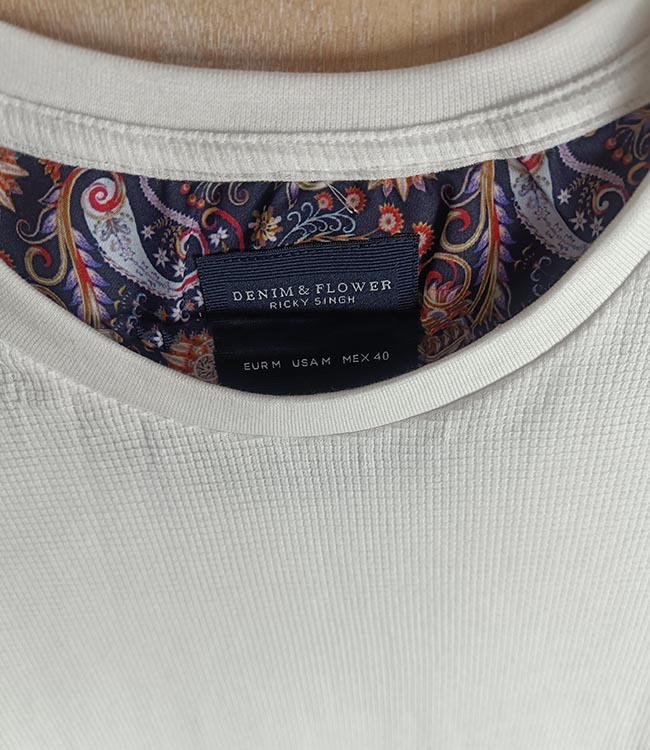 DENIM & FLOWER
RICKY SINGH
EUR M USA M MEX 40